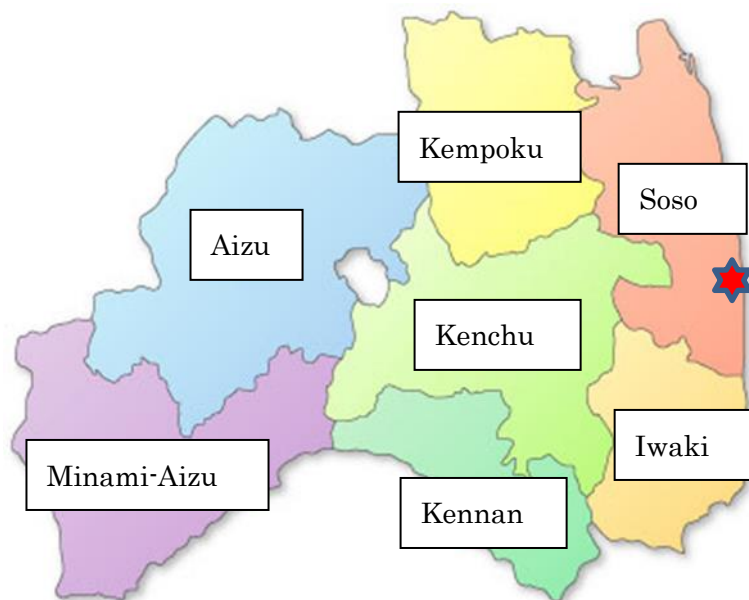 Kempoku
Soso
Aizu
Kenchu
Iwaki
Minami-Aizu
Kennan